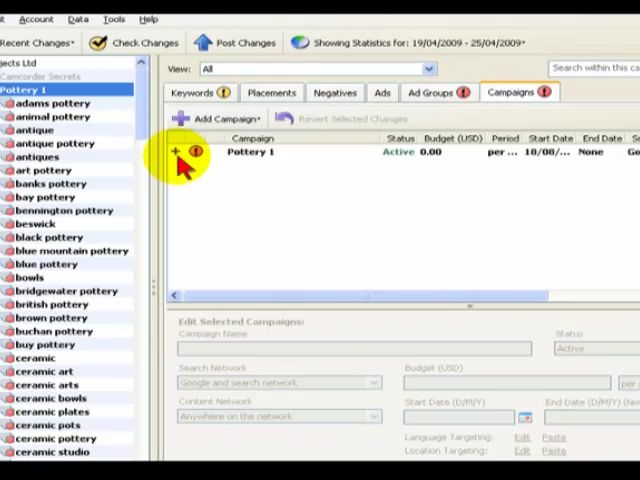 Account Data Tools Help
Recent Changes Check Changes Post Changes Showing Statistics for: 19/04/2009 - 25/04/2009
jects Ltd
Camcorder Secrets
Pottery 1
adams pottery
animal pottery
antique
antique pottery
antiques
art pottery
banks pottery
bay pottery
bennington pottery
beswick
black pottery
blue mountain pottery
blue pottery
bowls
bridgewater pottery
british pottery
brown pottery
buchan pottery
buy pottery
ceramic
ceramic art
ceramic arts
ceramic bowls
ceramic plates
ceramic pots
ceramic pottery
ceramic studio
View: All Search within this ca
Keywords Placements Negatives Ads Ad Groups Campaigns
Add Campaign Revert Selected Changes
Campaign Status Budget (USD) Period Start Date End Date Se
Pottery 1 Active 0.00 per ... 18/08/... None Go
Edit Selected Campaigns:
Campaign Name Status
Active
Search Network Budget (USD)
Google and search network per s
Content Network Start Date (D/M/Y) End Date (D/M/Y) (No
Anywhere on the network
Language Targeting: Edit Paste
Location Targeting: Edit Paste